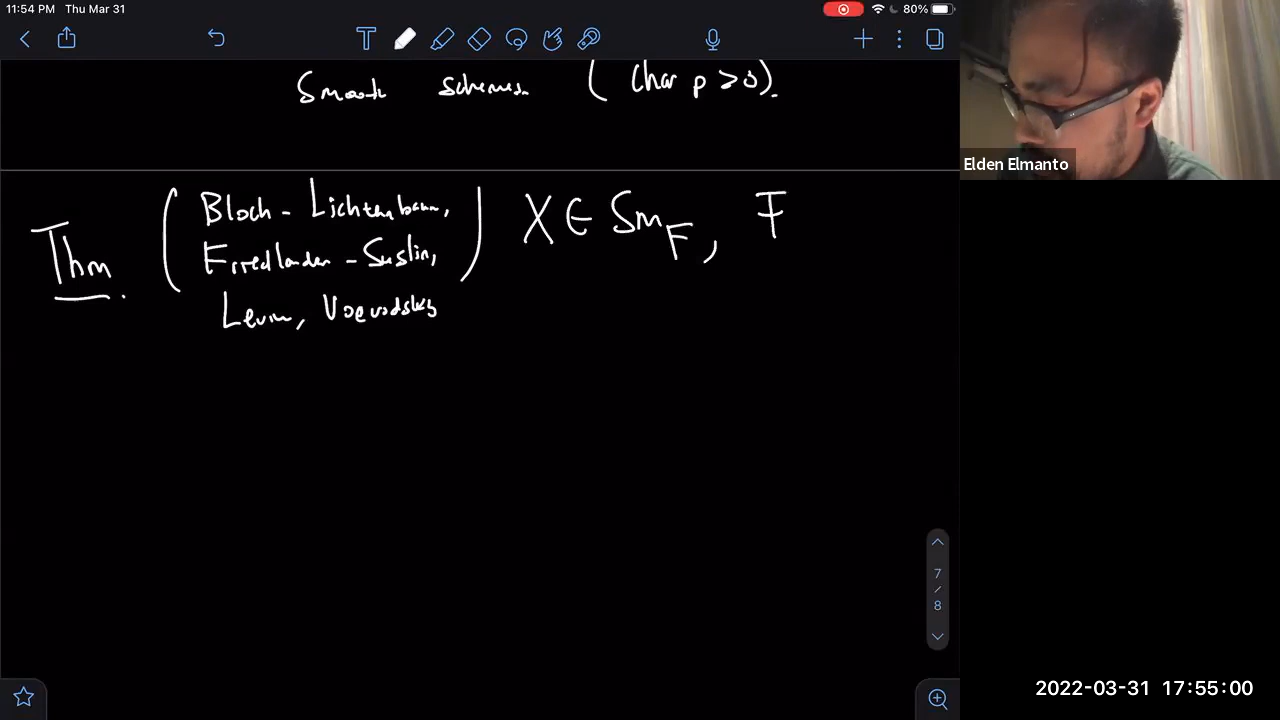 11:54 PM Thu Mar 31
80%
Smooth schemes (char p > 0).
Thm. ( Bloch - Lichtenbaum, Friedlander - Suslin, Levin, Voevodsky ) X ∈ Sm_F, F
7
/
8
Elden Elmanto
2022-03-31 17:55:00